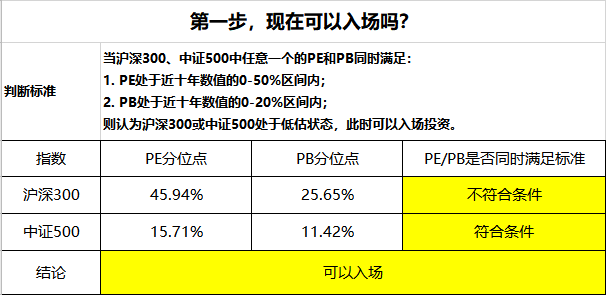 第一步，现在可以入场吗？
判断标准
当沪深300、中证500中任意一个的PE和PB同时满足：
1. PE处于近十年数值的0-50%区间内；
2. PB处于近十年数值的0-20%区间内；
则认为沪深300或中证500处于低估状态，此时可以入场投资。
指数 PE分位点 PB分位点 PE/PB是否同时满足标准
沪深300 45.94% 25.65% 不符合条件
中证500 15.71% 11.42% 符合条件
结论 可以入场